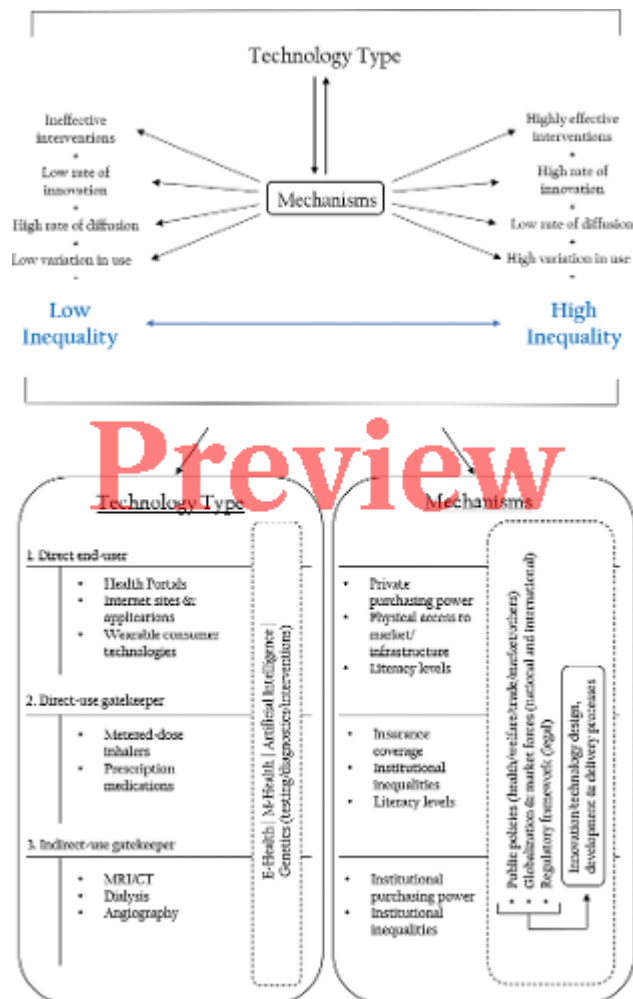 Technology Type
Ineffective
interventions
Low rate of
innovation
High rate of diffusion
Low variation in use
Low
Inequality
Mechanisms
Highly effective
interventions
High rate of
innovation
Low rate of diffusion
High variation in use
High
Inequality
Preview
Technology Type
1. Direct end-user
• Health Portals
• Internet sites &
applications
• Wearable consumer
technologies
2. Direct-use gatekeeper
• Metered-dose
inhalers
• Prescription
medications
3. Indirect-use gatekeeper
• MRI/CT
• Dialysis
• Angiography
E-Health | M-Health | Artificial Intelligence |
Genetics (testing/diagnostics/interventions)
Mechanisms
• Private
purchasing power
• Physical access to
market/
infrastructure
• Literacy levels
• Insurance
coverage
• Institutional
inequalities
• Literacy levels
• Institutional
purchasing power
• Institutional
inequalities
• Public policies (health/welfare/trade/market/others)
• Globalization & market forces (national and international)
• Regulatory framework (legal)
Innovation/technology design,
development & delivery processes